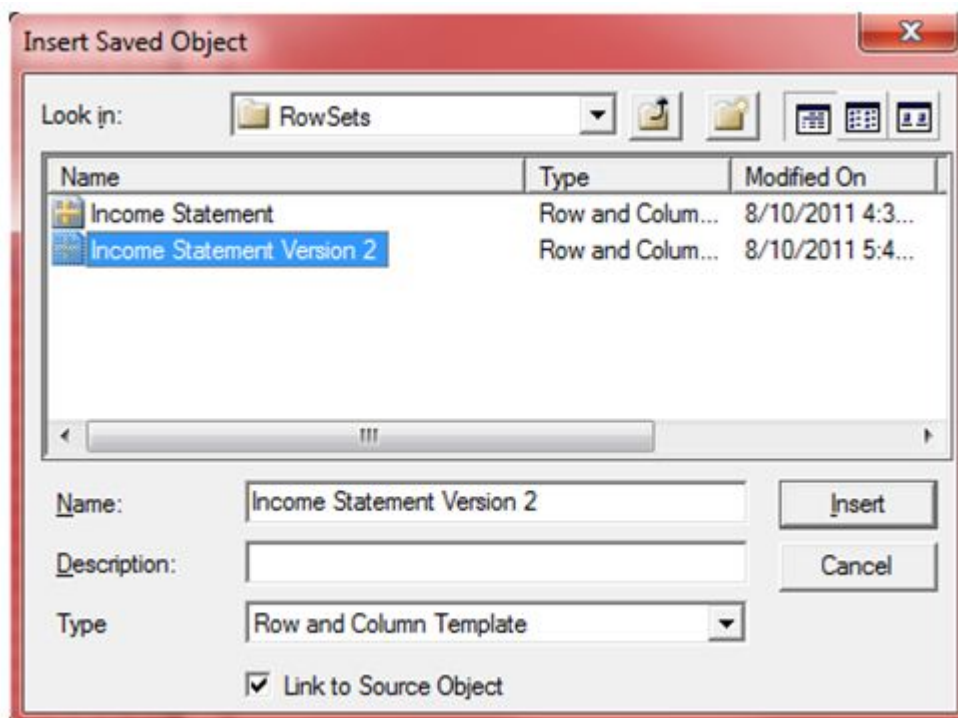 Insert Saved Object
Look in: RowSets
Name Type Modified On
Income Statement Row and Colum... 8/10/2011 4:3...
Income Statement Version 2 Row and Colum... 8/10/2011 5:4...
Name: Income Statement Version 2 Insert
Description: Cancel
Type Row and Column Template
Link to Source Object